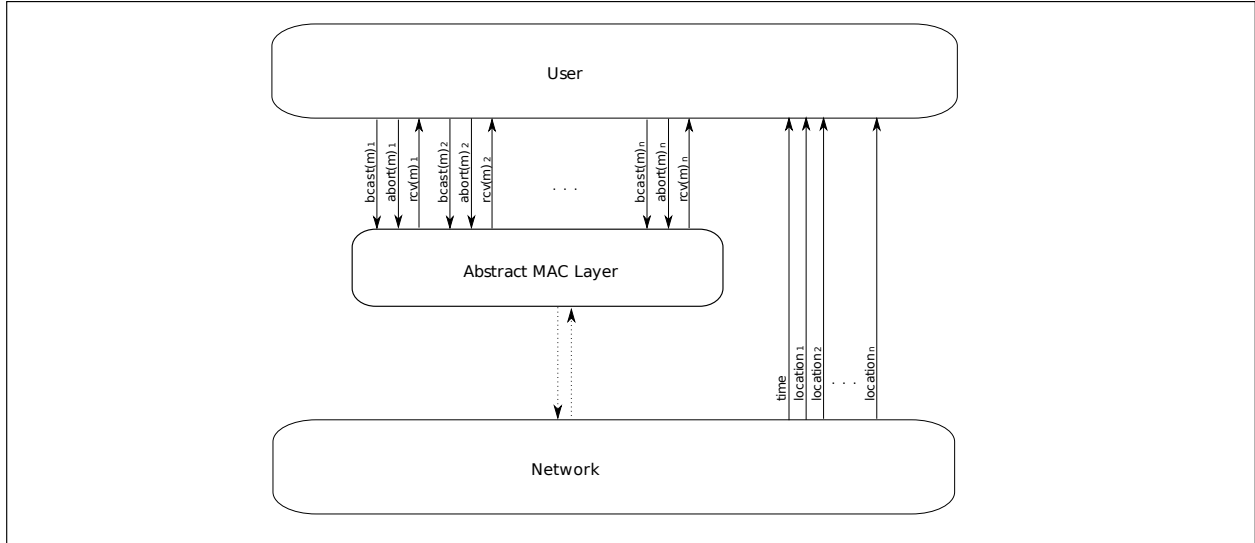 User
bcast(m)₁
abort(m)₁
rcv(m)₁
bcast(m)₂
abort(m)₂
rcv(m)₂
. . .
bcast(m)ₙ
abort(m)ₙ
rcv(m)ₙ
Abstract MAC Layer
time
location₁
location₂
. . .
locationₙ
Network